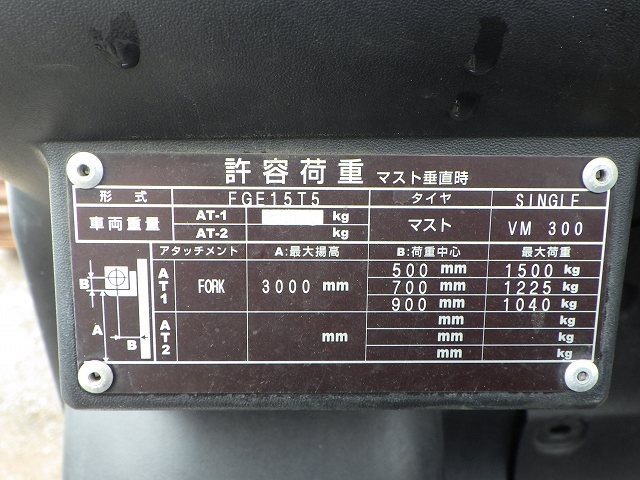 許容荷重 マスト垂直時
形式 FGE15T5 タイヤ SINGLE
車両重量 AT-1 kg マスト VM 300
AT-2 kg
アタッチメント A:最大揚高 B:荷重中心 最大荷重
B A B
AT1 FORK 3000 mm 500 mm 1500 kg
700 mm 1225 kg
900 mm 1040 kg
AT2 mm mm kg
mm kg
mm kg